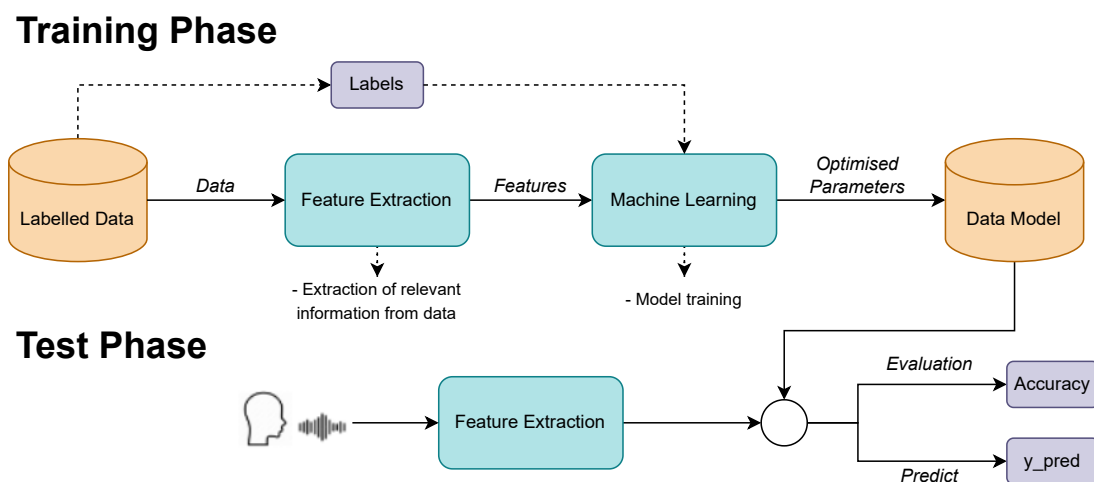 Training Phase
Labels
Labelled Data
Data
Feature Extraction
Features
Machine Learning
Optimised
Parameters
Data Model
- Extraction of relevant
information from data
- Model training
Test Phase
Feature Extraction
Evaluation
Accuracy
Predict
y_pred